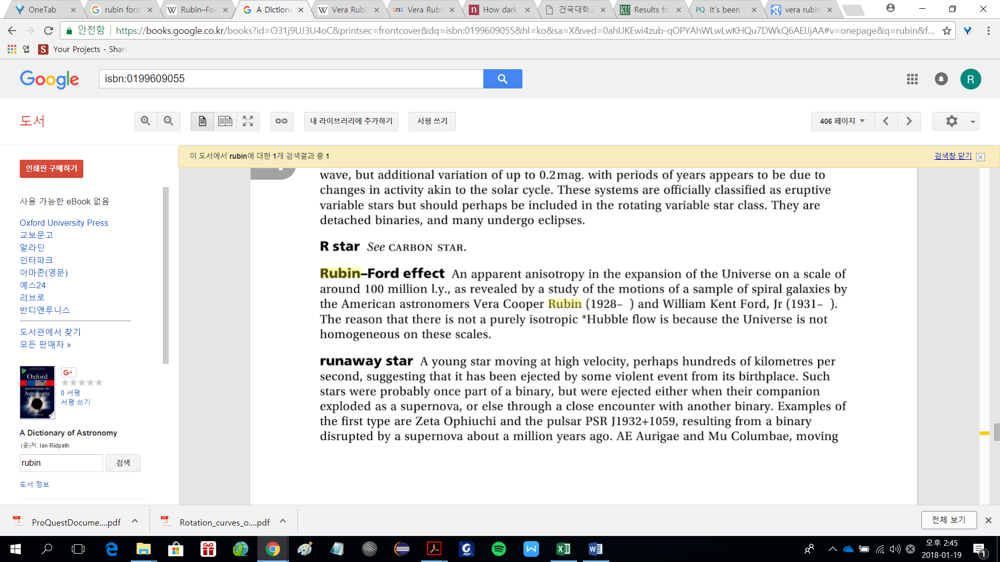 OneTab
rubin ford
Rubin–For
A Dictiona
Vera Rubi
Vera Rubi
How dark
건국대학교
Results fo
PQ It's been
vera rubin
안전함 https://books.google.co.kr/books?id=O31j9UJ3U4oC&printsec=frontcover&dq=isbn:0199609055&hl=ko&sa=X&ved=0ahUKEwi4zub-qOPYAhWLwLwKHQu7DWkQ6AEIJjAA#v=onepage&q=rubin&f...
앱 Your Projects - Share
Google isbn:0199609055 R
도서 내 라이브러리에 추가하기 서평 쓰기 406 페이지
이 도서에서 rubin에 대한 1개 검색결과 중 1 검색창 닫기
인쇄판 구매하기
사용 가능한 eBook 없음
Oxford University Press
교보문고
알라딘
인터파크
아마존(영문)
예스24
리브로
반디앤루니스
도서관에서 찾기
모든 판매자 »
Oxford
DICTIONARY OF
Astronomy
G+
0 서평
서평 쓰기
A Dictionary of Astronomy
(공)저: Ian Ridpath
rubin 검색
도서 정보
wave, but additional variation of up to 0.2mag. with periods of years appears to be due to
changes in activity akin to the solar cycle. These systems are officially classified as eruptive
variable stars but should perhaps be included in the rotating variable star class. They are
detached binaries, and many undergo eclipses.
R star See CARBON STAR.
Rubin–Ford effect An apparent anisotropy in the expansion of the Universe on a scale of
around 100 million l.y., as revealed by a study of the motions of a sample of spiral galaxies by
the American astronomers Vera Cooper Rubin (1928– ) and William Kent Ford, Jr (1931– ).
The reason that there is not a purely isotropic *Hubble flow is because the Universe is not
homogeneous on these scales.
runaway star A young star moving at high velocity, perhaps hundreds of kilometres per
second, suggesting that it has been ejected by some violent event from its birthplace. Such
stars were probably once part of a binary, but were ejected either when their companion
exploded as a supernova, or else through a close encounter with another binary. Examples of
the first type are Zeta Ophiuchi and the pulsar PSR J1932+1059, resulting from a binary
disrupted by a supernova about a million years ago. AE Aurigae and Mu Columbae, moving
ProQuestDocume....pdf
Rotation_curves_o....pdf
전체 보기
오후 2:45
2018-01-19
1